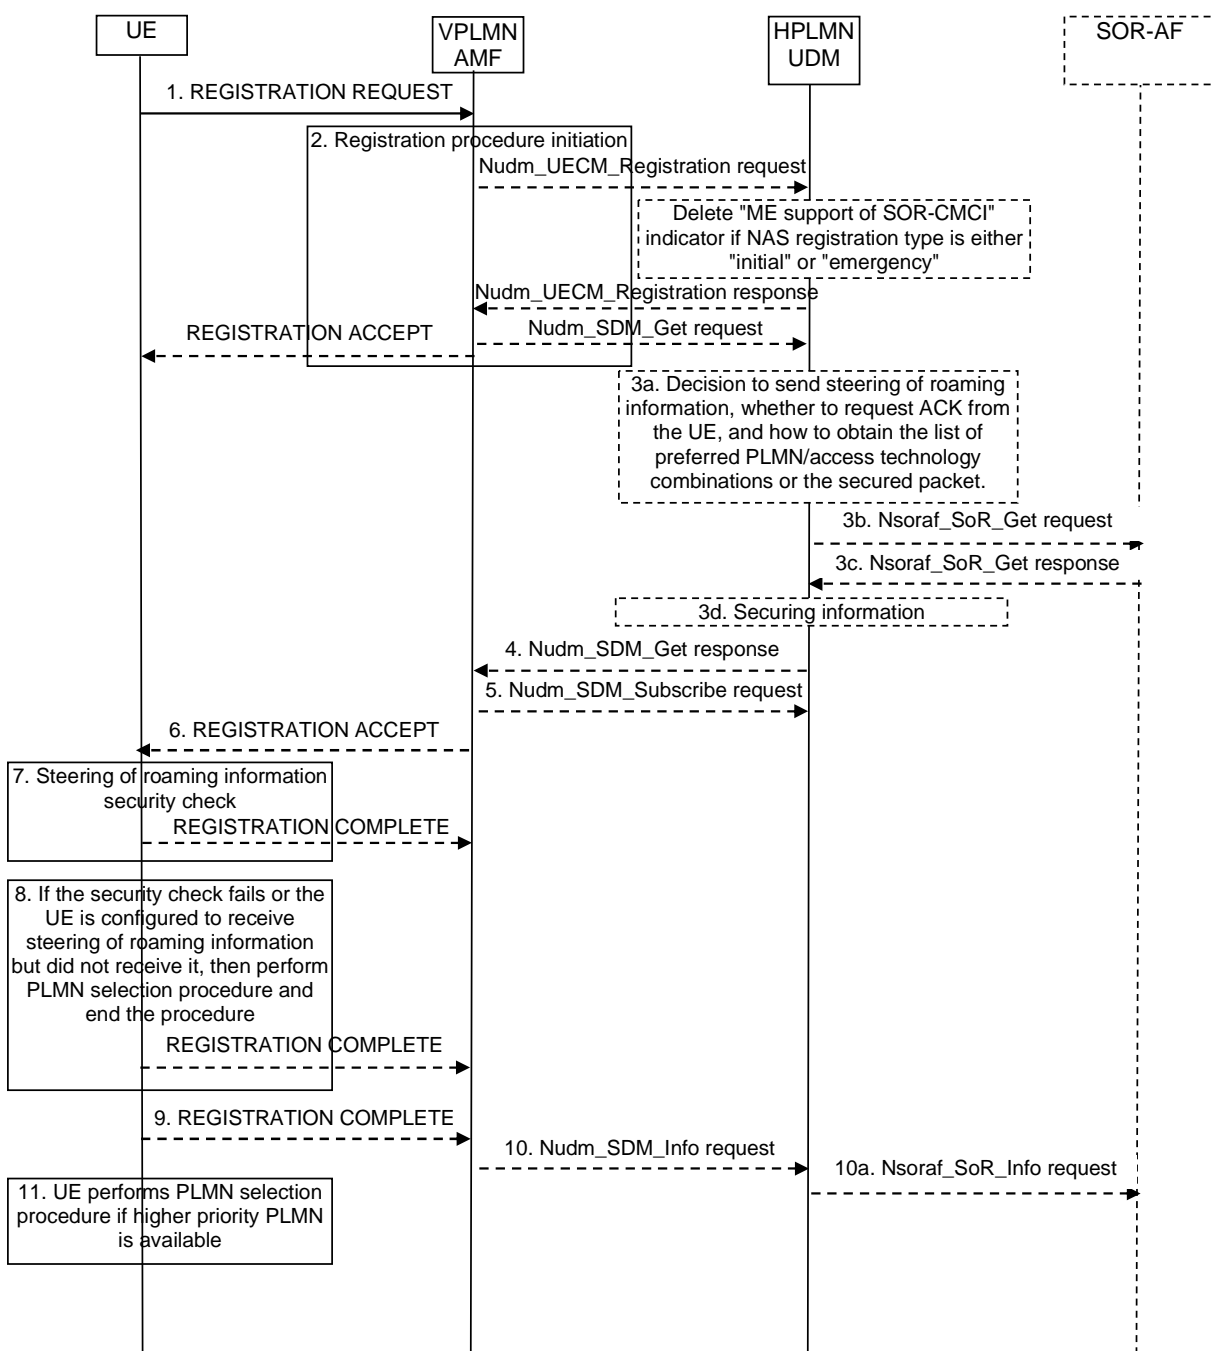 UE
VPLMN
AMF
HPLMN
UDM
SOR-AF
1. REGISTRATION REQUEST
2. Registration procedure initiation
Nudm_UECM_Registration request
Delete "ME support of SOR-CMCI"
indicator if NAS registration type is either
"initial" or "emergency"
Nudm_UECM_Registration response
REGISTRATION ACCEPT
Nudm_SDM_Get request
3a. Decision to send steering of roaming
information, whether to request ACK from
the UE, and how to obtain the list of
preferred PLMN/access technology
combinations or the secured packet.
3b. Nsoraf_SoR_Get request
3c. Nsoraf_SoR_Get response
3d. Securing information
4. Nudm_SDM_Get response
5. Nudm_SDM_Subscribe request
6. REGISTRATION ACCEPT
7. Steering of roaming information
security check
REGISTRATION COMPLETE
8. If the security check fails or the
UE is configured to receive
steering of roaming information
but did not receive it, then perform
PLMN selection procedure and
end the procedure
REGISTRATION COMPLETE
9. REGISTRATION COMPLETE
10. Nudm_SDM_Info request
10a. Nsoraf_SoR_Info request
11. UE performs PLMN selection
procedure if higher priority PLMN
is available